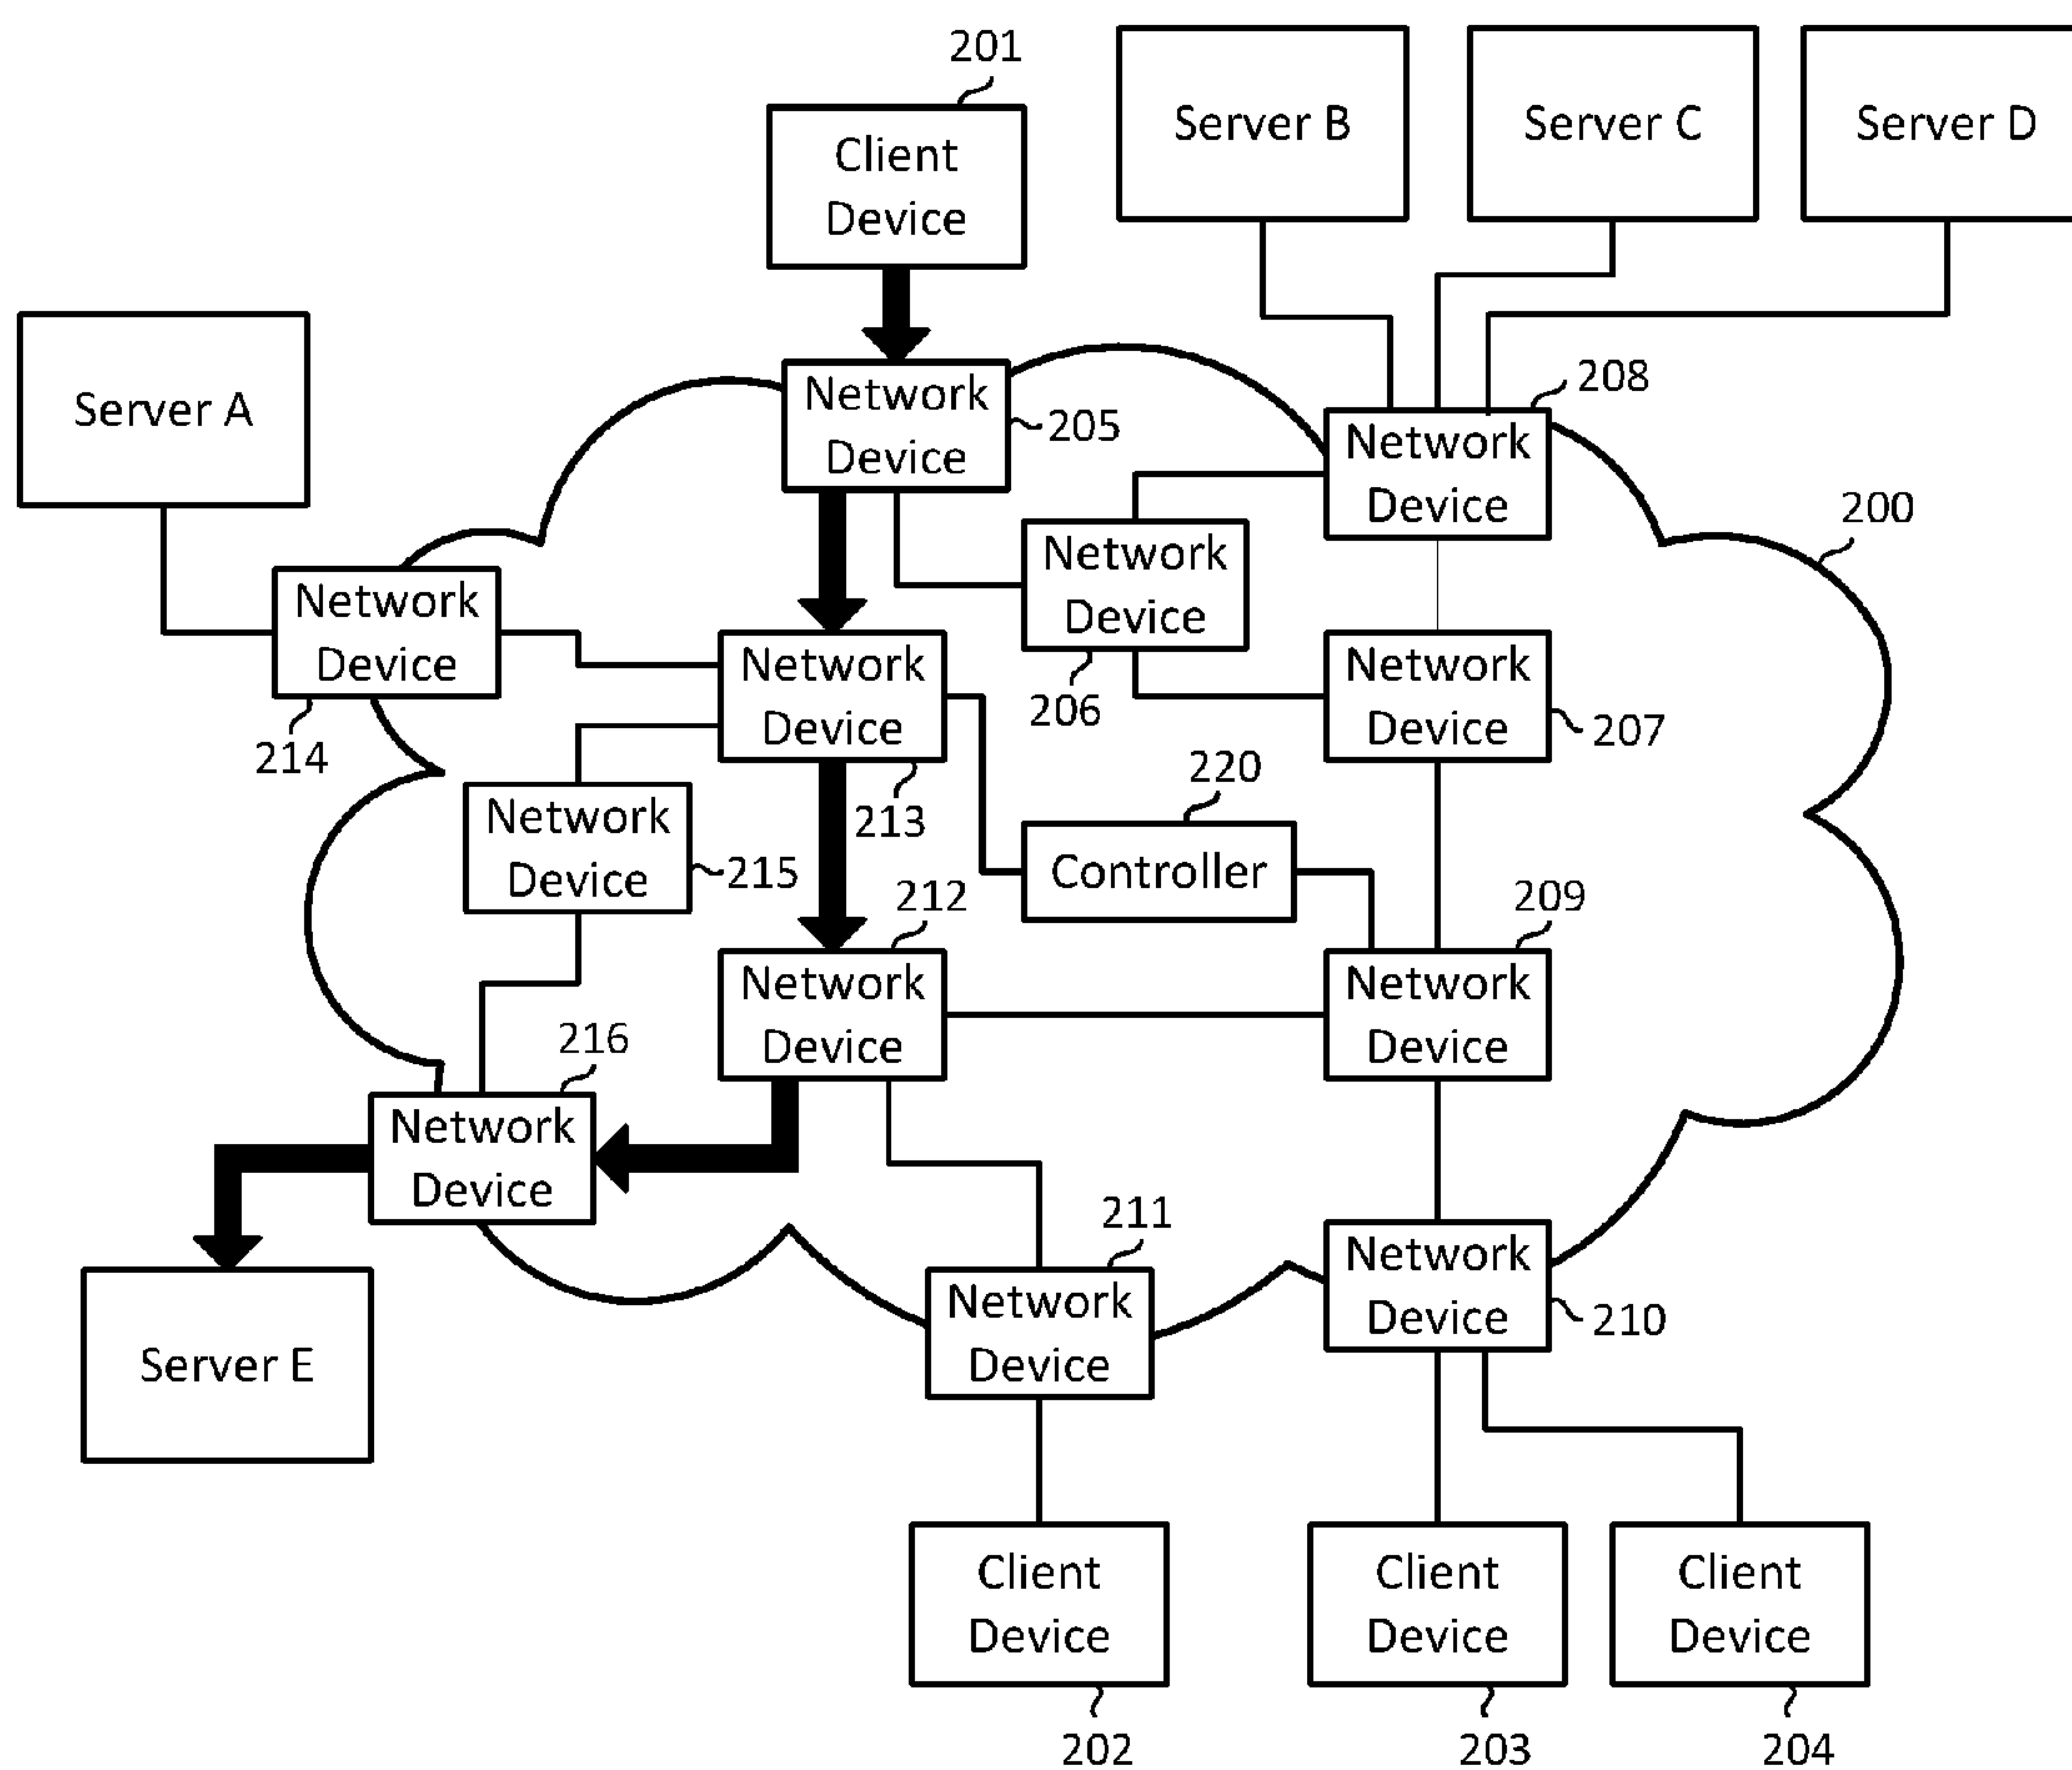 201
Client
Device
Server B
Server C
Server D
Server A
Network
Device
205
208
Network
Device
200
Network
Device
206
Network
Device
214
Network
Device
213
Network
Device
207
220
Controller
Network
Device
215
212
Network
Device
209
Network
Device
216
Network
Device
211
Network
Device
Network
Device
210
Server E
Client
Device
202
Client
Device
203
Client
Device
204